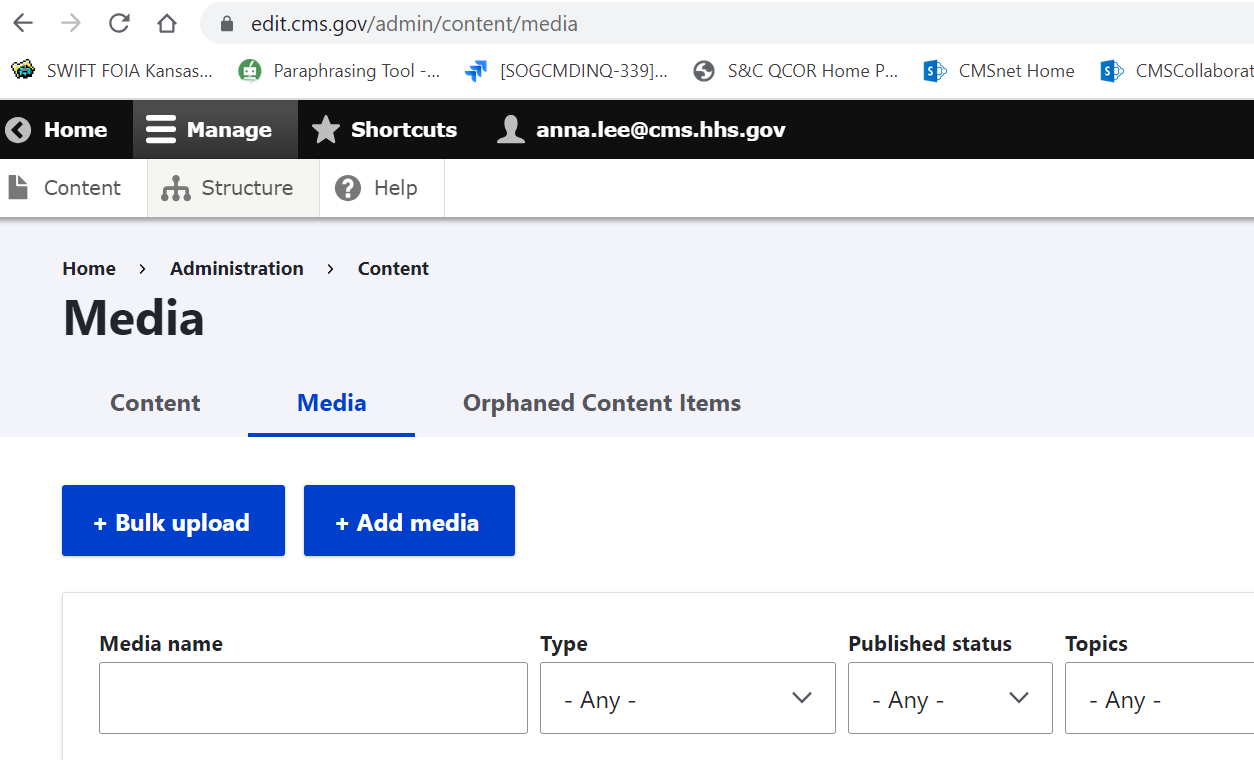 edit.cms.gov/admin/content/media
SWIFT FOIA Kansas... Paraphrasing Tool -... [SOGCMDINQ-339]... S&C QCOR Home P... CMSnet Home CMSCollaborat
Home Manage Shortcuts anna.lee@cms.hhs.gov
Content Structure Help
Home › Administration › Content
Media
Content Media Orphaned Content Items
+ Bulk upload + Add media
Media name Type Published status Topics
- Any - - Any - - Any -